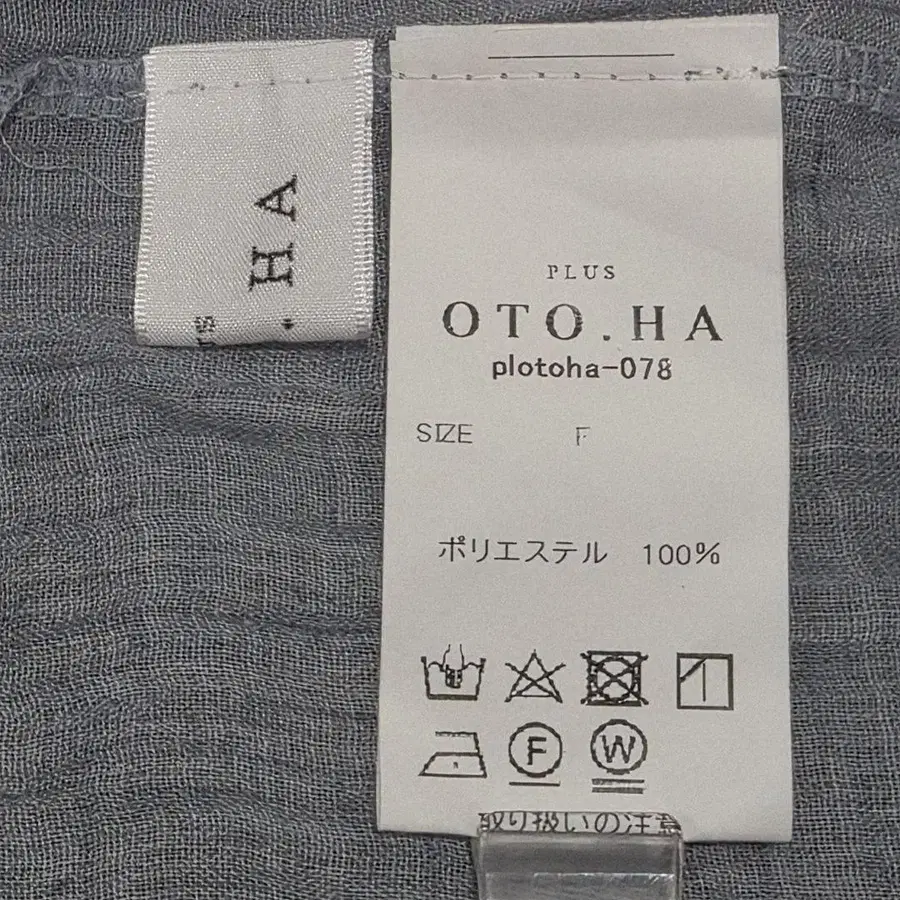 HA
PLUS
OTO.HA
plotoha-078
SIZE F
ポリエステル 100%
F
W
取り扱いの注意